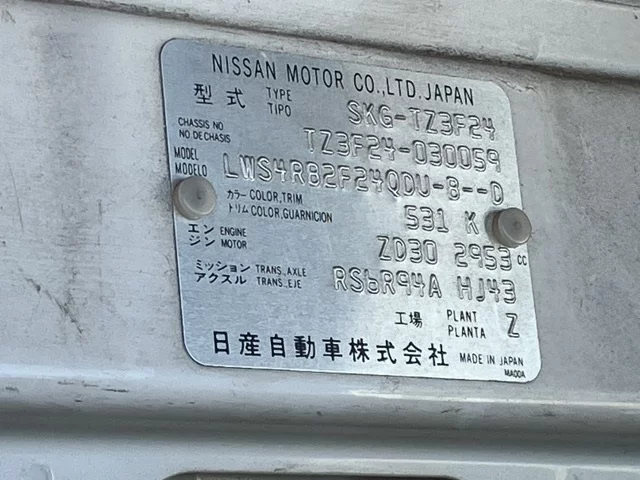 NISSAN MOTOR CO.,LTD. JAPAN
型式 TYPE TIPO SKG-TZ3F24
CHASSIS NO NO DE CHASIS TZ3F24-030059
MODEL MODELO LWS4RB2F24QDU-B--D
カラー COLOR,TRIM トリム COLOR,GUARNICION 531 K
エンジン ENGINE MOTOR ZD30 2953 cc
ミッション TRANS.,AXLE アクスル TRANS.,EJE RS6R94A HJ43
工場 PLANT PLANTA Z
日産自動車株式会社 MADE IN JAPAN
MA00A